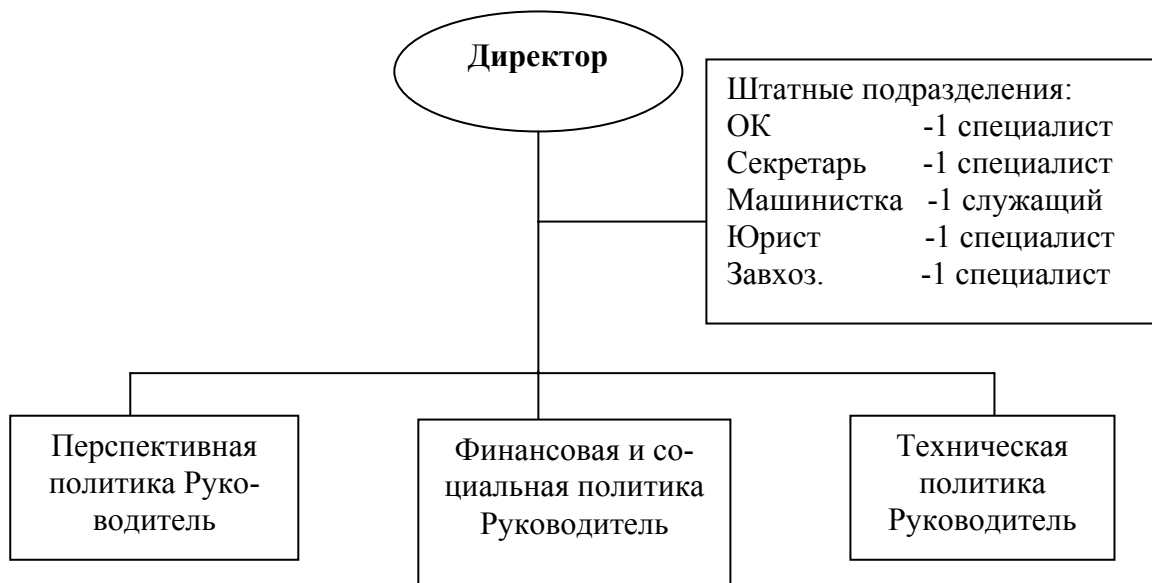 Директор
Штатные подразделения:
ОК -1 специалист
Секретарь -1 специалист
Машинистка -1 служащий
Юрист -1 специалист
Завхоз. -1 специалист
Перспективная
политика Руко-
водитель
Финансовая и со-
циальная политика
Руководитель
Техническая
политика
Руководитель